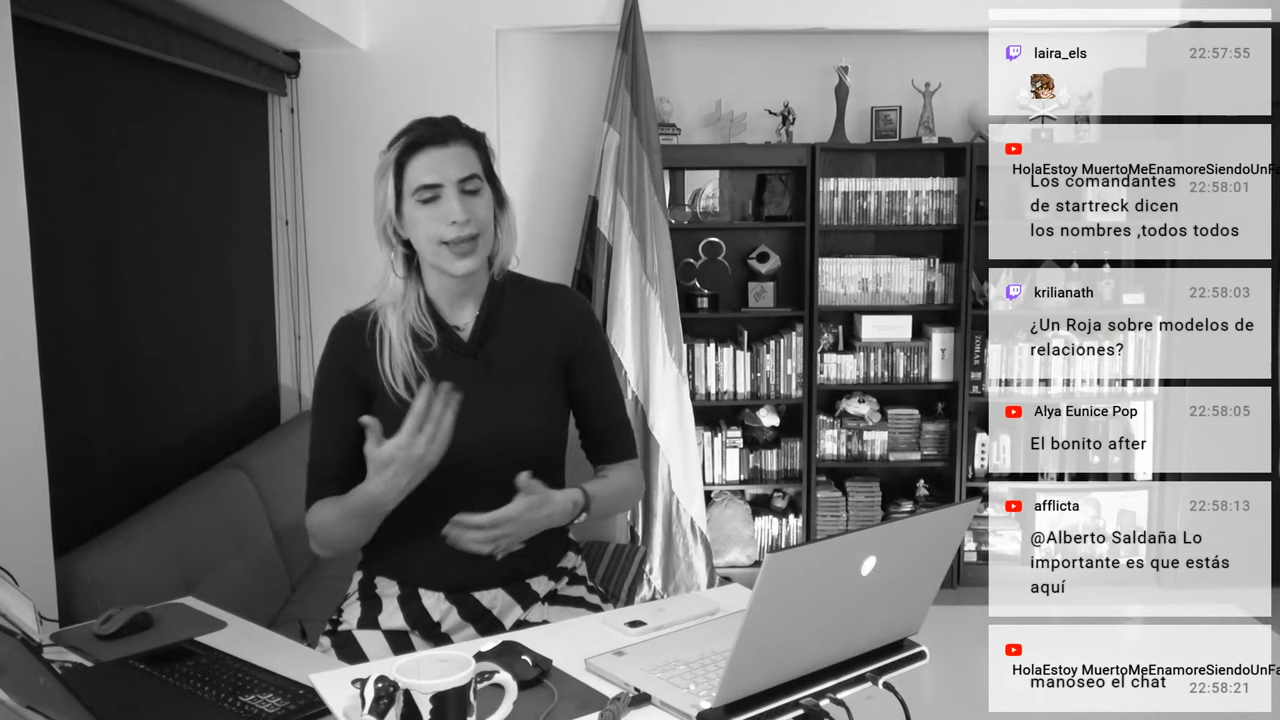 laira_els
22:57:55
HolaEstoy MuertoMeEnamoreSiendoUnFa
Los comandantes
22:58:01
de startreck dicen
los nombres ,todos todos
krilianath
22:58:03
¿Un Roja sobre modelos de
relaciones?
Alya Eunice Pop
22:58:05
El bonito after
afflicta
22:58:13
@Alberto Saldaña Lo
importante es que estás
aquí
HolaEstoy MuertoMeEnamoreSiendoUnFa
manoseo el chat
22:58:21
ZOHAR